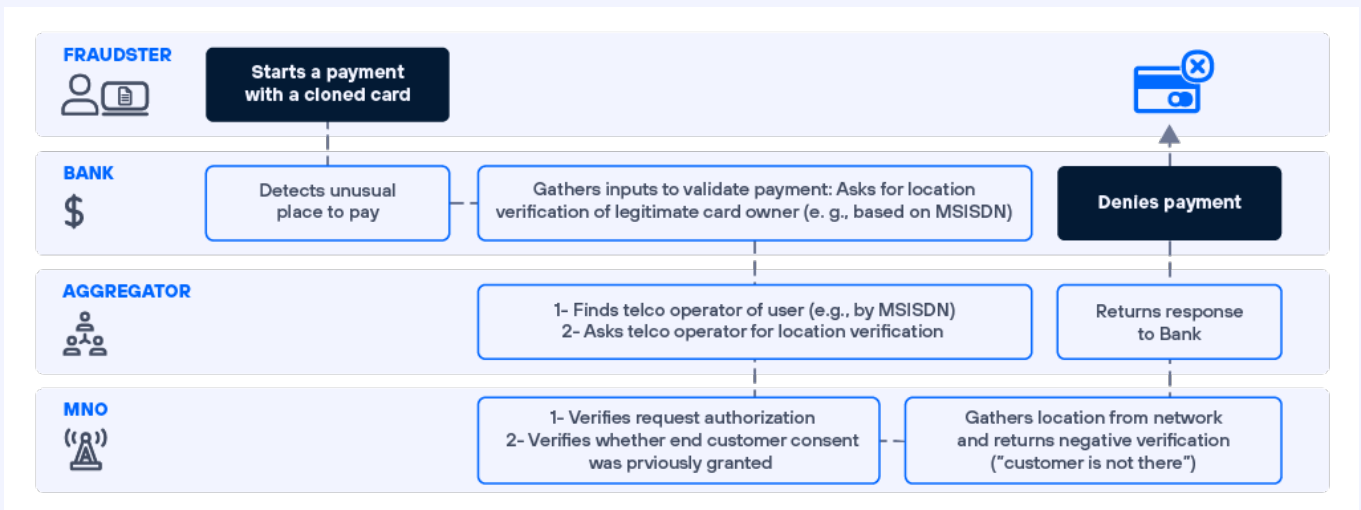 FRAUDSTER
Starts a payment
with a cloned card
BANK
$
Detects unusual
place to pay
Gathers inputs to validate payment: Asks for location
verification of legitimate card owner (e. g., based on MSISDN)
Denies payment
AGGREGATOR
1- Finds telco operator of user (e.g., by MSISDN)
2- Asks telco operator for location verification
Returns response
to Bank
MNO
1- Verifies request authorization
2- Verifies whether end customer consent
was prviously granted
Gathers location from network
and returns negative verification
("customer is not there")